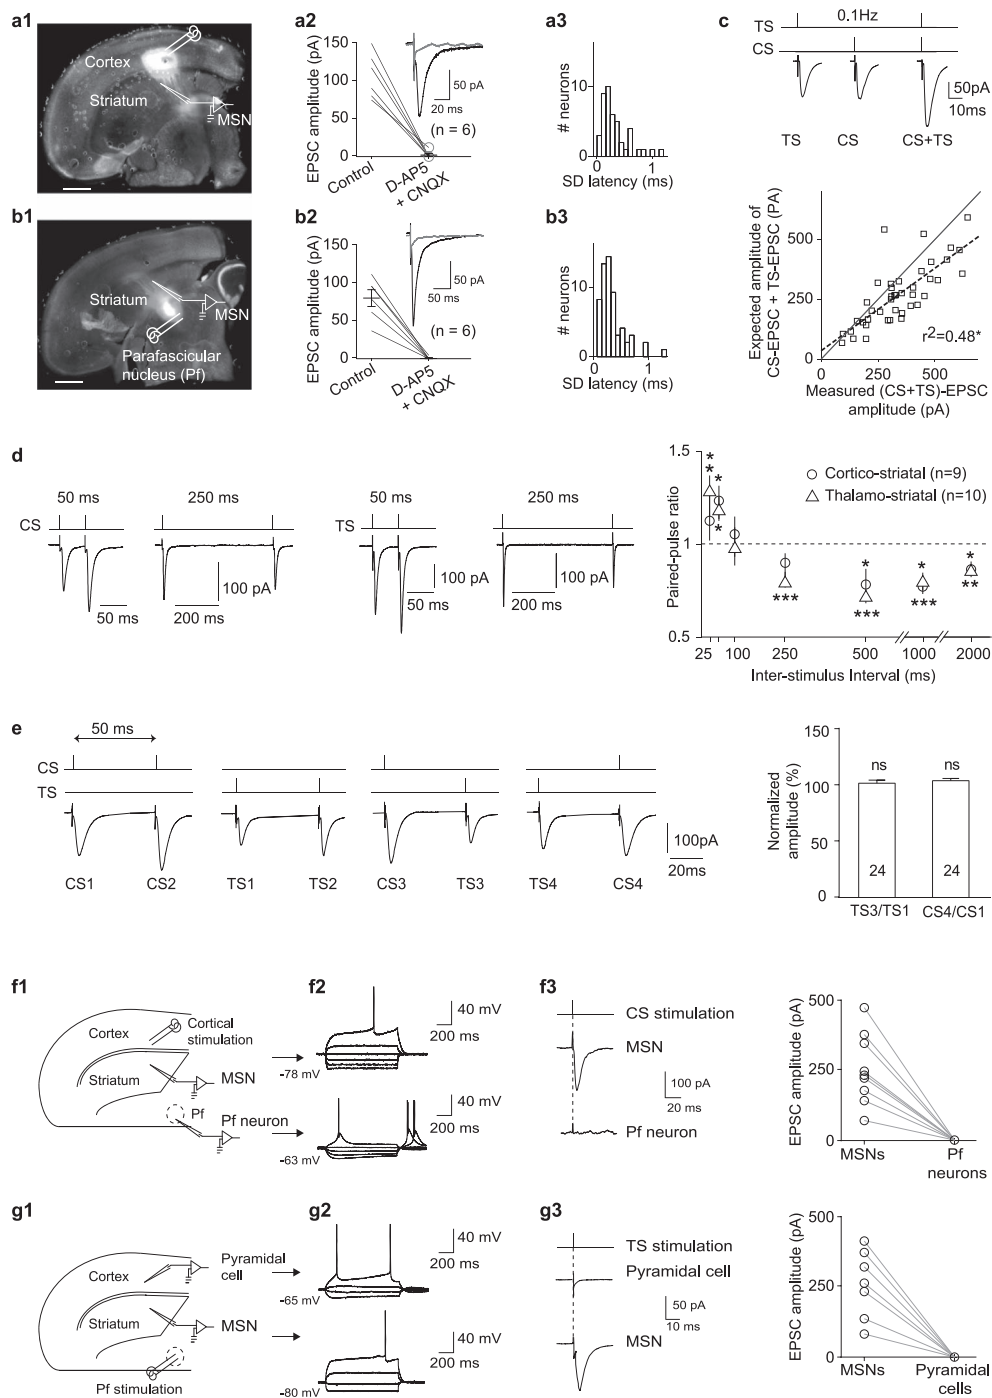 a1
Cortex
Striatum
MSN
a2
EPSC amplitude (pA)
150
100
50
0
50 pA
20 ms
(n = 6)
Control
D-AP5
+ CNQX
a3
# neurons
10
5
0
0
1
SD latency (ms)
b1
Striatum
MSN
Parafascicular
nucleus (Pf)
b2
EPSC amplitude (pA)
150
100
50
0
50 pA
50 ms
(n = 6)
Control
D-AP5
+ CNQX
b3
# neurons
10
5
0
0
1
SD latency (ms)
c
0.1Hz
TS
CS
50pA
10ms
TS
CS
CS+TS
Expected amplitude of
CS-EPSC + TS-EPSC (PA)
500
250
0
r2=0.48*
0
250
500
Measured (CS+TS)-EPSC
amplitude (pA)
d
50 ms
250 ms
CS
100 pA
100 pA
50 ms
200 ms
50 ms
250 ms
TS
100 pA
100 pA
50 ms
200 ms
Paired-pulse ratio
1.5
1
0.5
Cortico-striatal (n=9)
Thalamo-striatal (n=10)
*
*
*
*
***
*
***
*
***
*
**
25
100
250
500
1000
2000
Inter-stimulus Interval (ms)
e
50 ms
CS
TS
CS1
CS2
TS1
TS2
CS3
TS3
TS4
CS4
100pA
20ms
Normalized
amplitude (%)
150
100
50
0
ns
ns
24
24
TS3/TS1
CS4/CS1
f1
Cortex
Cortical
stimulation
Striatum
MSN
Pf
Pf neuron
f2
40 mV
200 ms
-78 mV
40 mV
200 ms
-63 mV
f3
CS stimulation
MSN
100 pA
20 ms
Pf neuron
EPSC amplitude (pA)
500
250
0
MSNs
Pf
neurons
g1
Cortex
Pyramidal
cell
Striatum
MSN
Pf stimulation
g2
40 mV
200 ms
-65 mV
40 mV
200 ms
-80 mV
g3
TS stimulation
Pyramidal cell
50 pA
10 ms
MSN
EPSC amplitude (pA)
500
250
0
MSNs
Pyramidal
cells